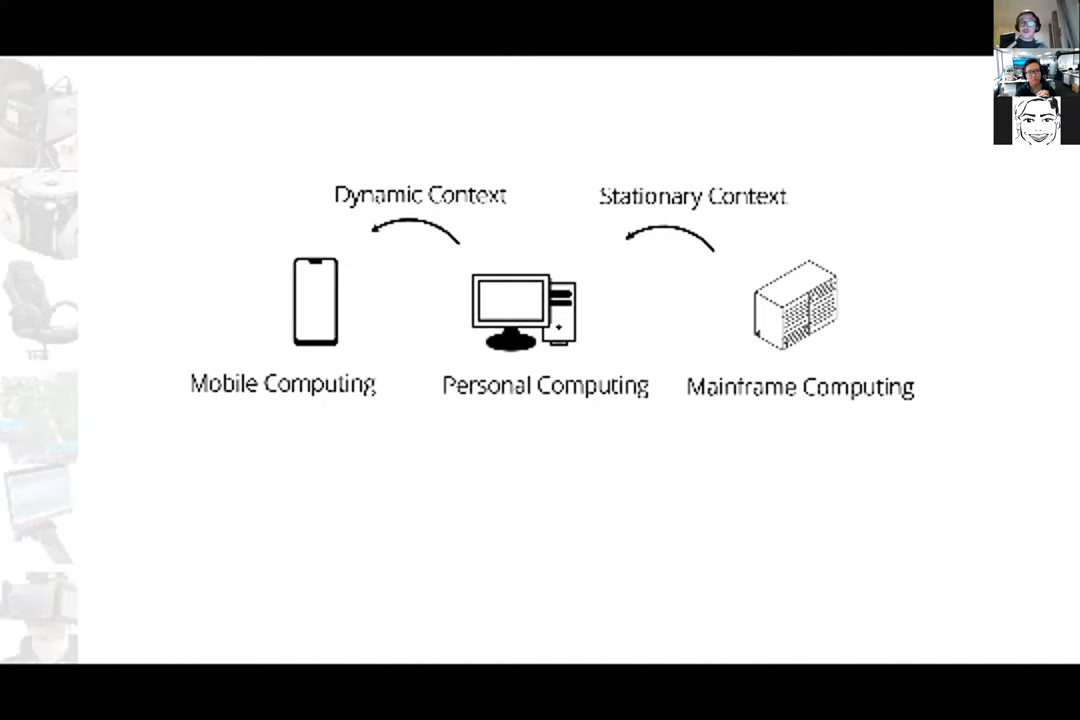 Dynamic Context
Stationary Context
Mobile Computing
Personal Computing
Mainframe Computing